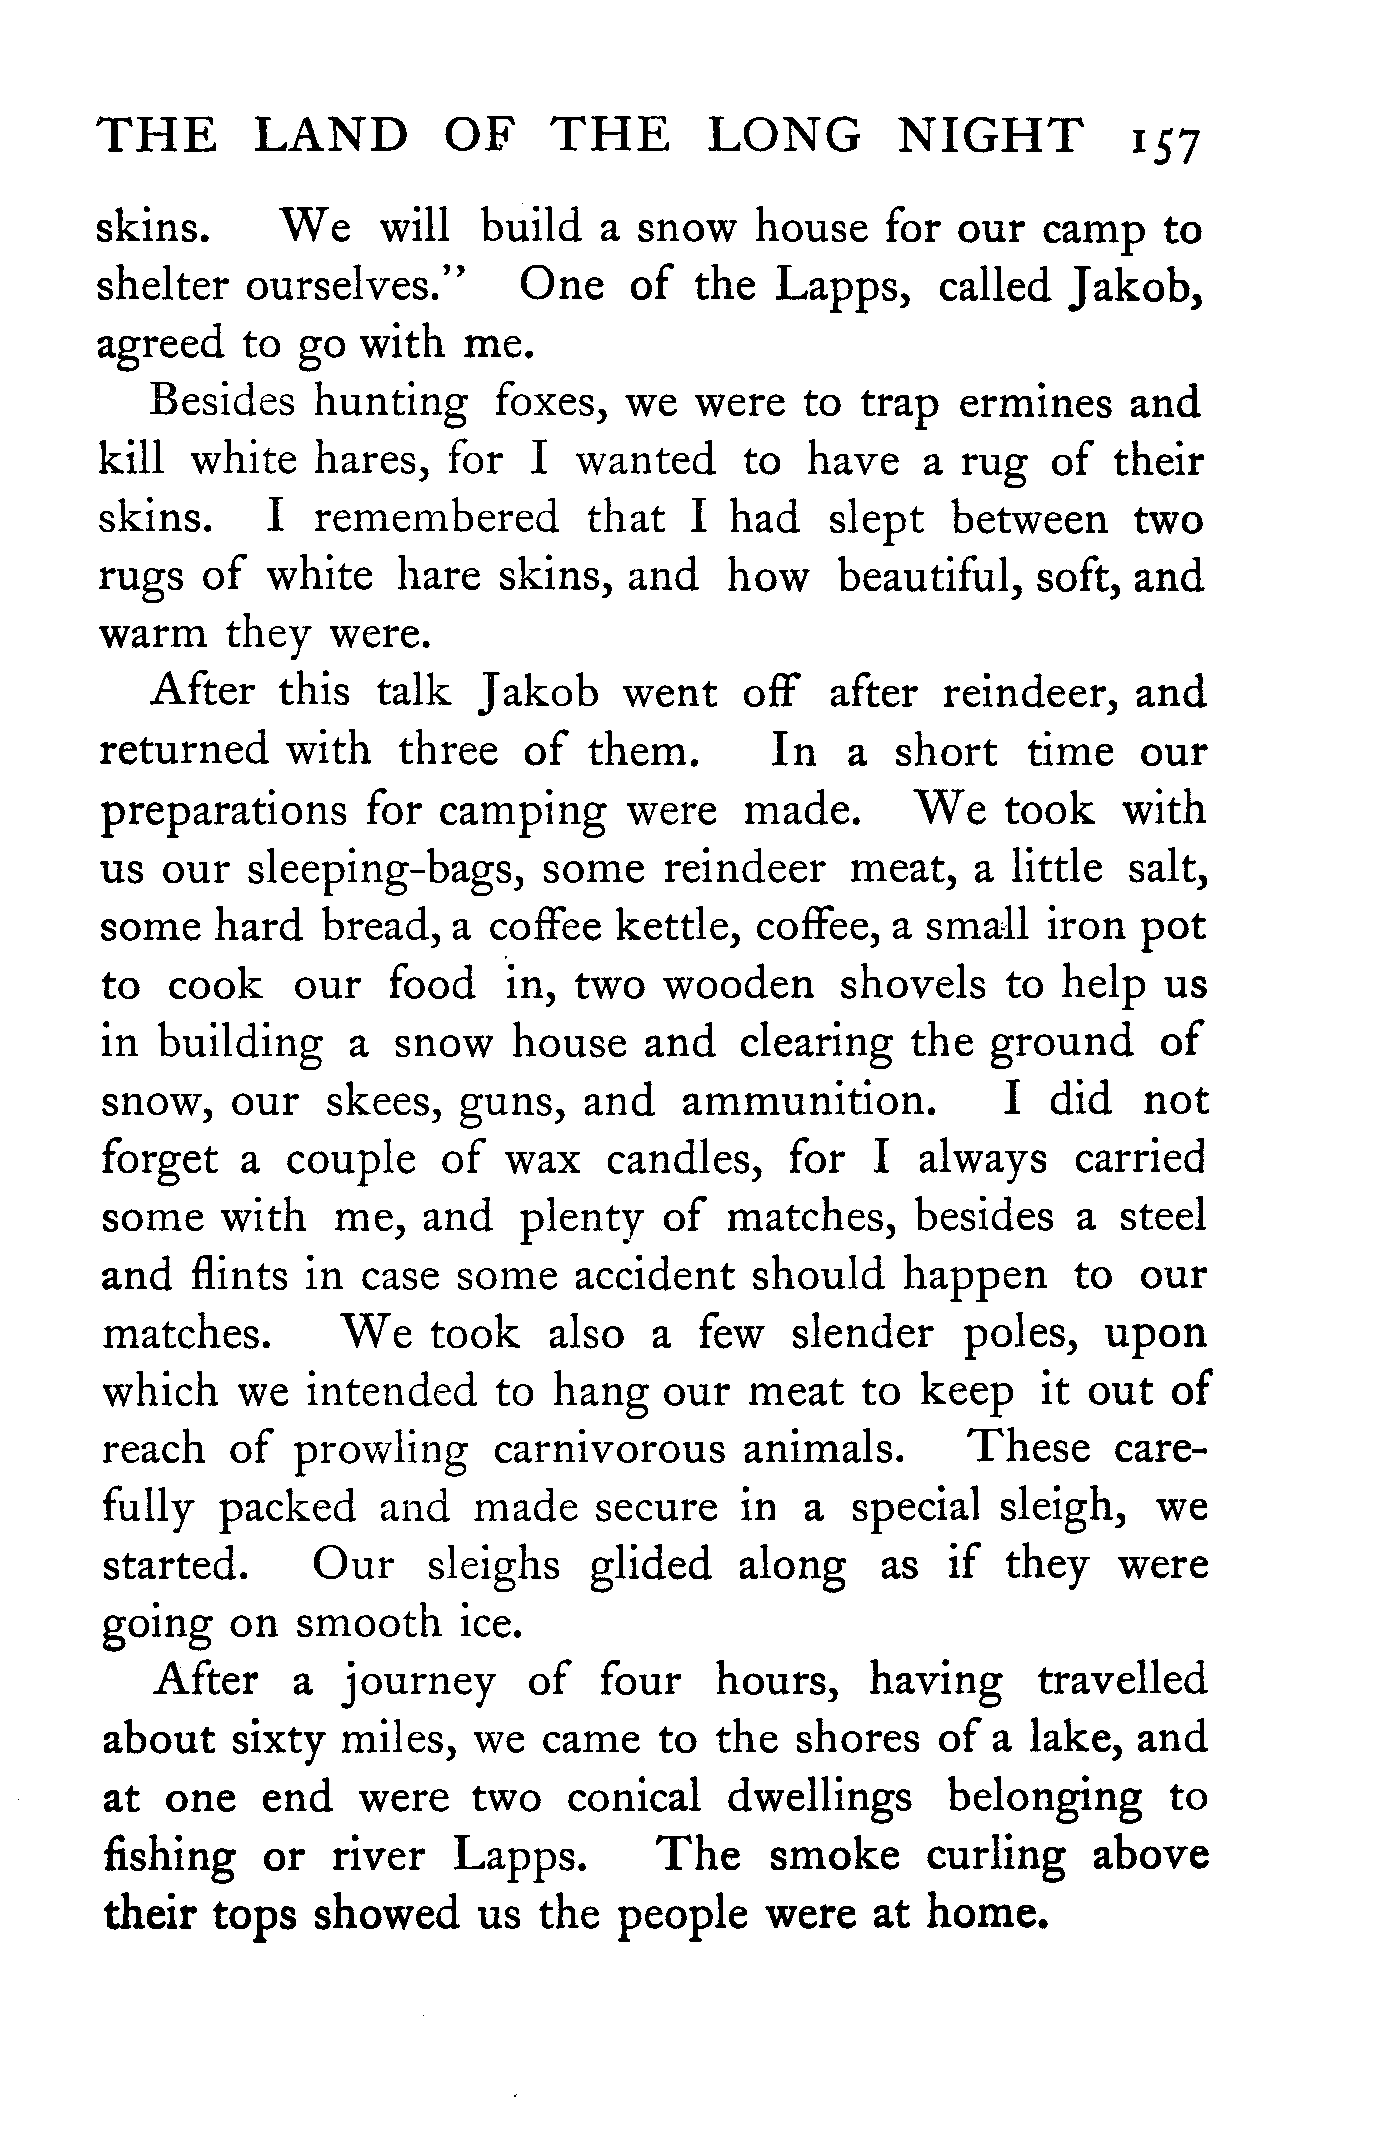 THE LAND OF THE LONG NIGHT 157
skins. We will build a snow house for our camp to
shelter ourselves." One of the Lapps, called Jakob,
agreed to go with me.
Besides hunting foxes, we were to trap ermines and
kill white hares, for I wanted to have a rug of their
skins. I remembered that I had slept between two
rugs of white hare skins, and how beautiful, soft, and
warm they were.
After this talk Jakob went off after reindeer, and
returned with three of them. In a short time our
preparations for camping were made. We took with
us our sleeping-bags, some reindeer meat, a little salt,
some hard bread, a coffee kettle, coffee, a small iron pot
to cook our food in, two wooden shovels to help us
in building a snow house and clearing the ground of
snow, our skees, guns, and ammunition. I did not
forget a couple of wax candles, for I always carried
some with me, and plenty of matches, besides a steel
and flints in case some accident should happen to our
matches. We took also a few slender poles, upon
which we intended to hang our meat to keep it out of
reach of prowling carnivorous animals. These care-
fully packed and made secure in a special sleigh, we
started. Our sleighs glided along as if they were
going on smooth ice.
After a journey of four hours, having travelled
about sixty miles, we came to the shores of a lake, and
at one end were two conical dwellings belonging to
fishing or river Lapps. The smoke curling above
their tops showed us the people were at home.